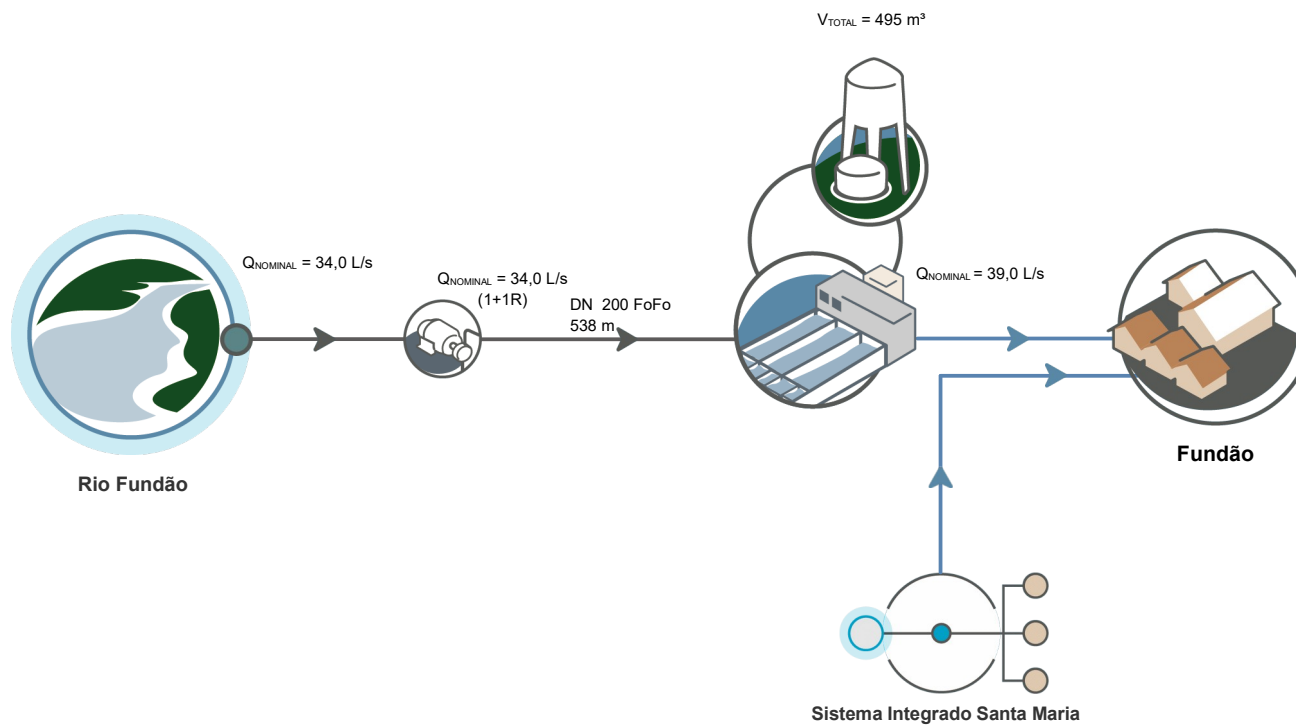 VTOTAL = 495 m³
QNOMINAL = 34,0 L/s
QNOMINAL = 34,0 L/s
(1+1R)
DN 200 FoFo
538 m
QNOMINAL = 39,0 L/s
Rio Fundão
Fundão
Sistema Integrado Santa Maria